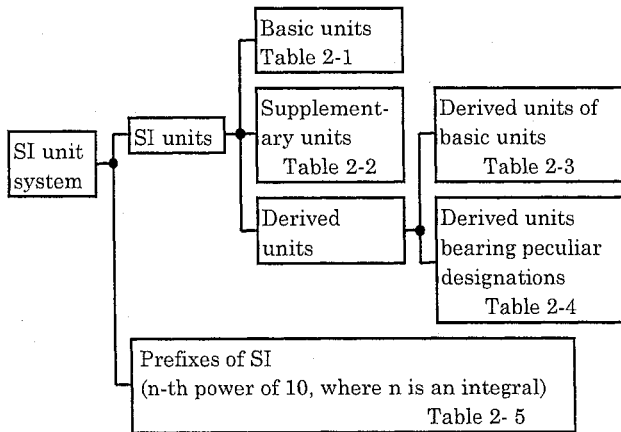 Basic units
Table 2-1
SI units
Supplement-
ary units
Table 2-2
Derived units of
basic units
Table 2-3
SI unit
system
Derived
units
Derived units
bearing peculiar
designations
Table 2-4
Prefixes of SI
(n-th power of 10, where n is an integral)
Table 2- 5